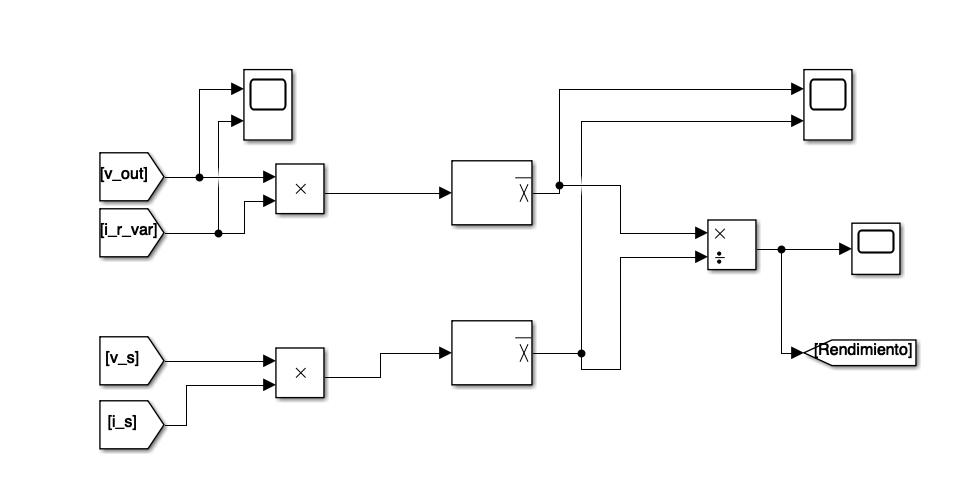 [v_out]
×
[i_r_var]
X
×
÷
[v_s]
×
[i_s]
X
[Rendimiento]